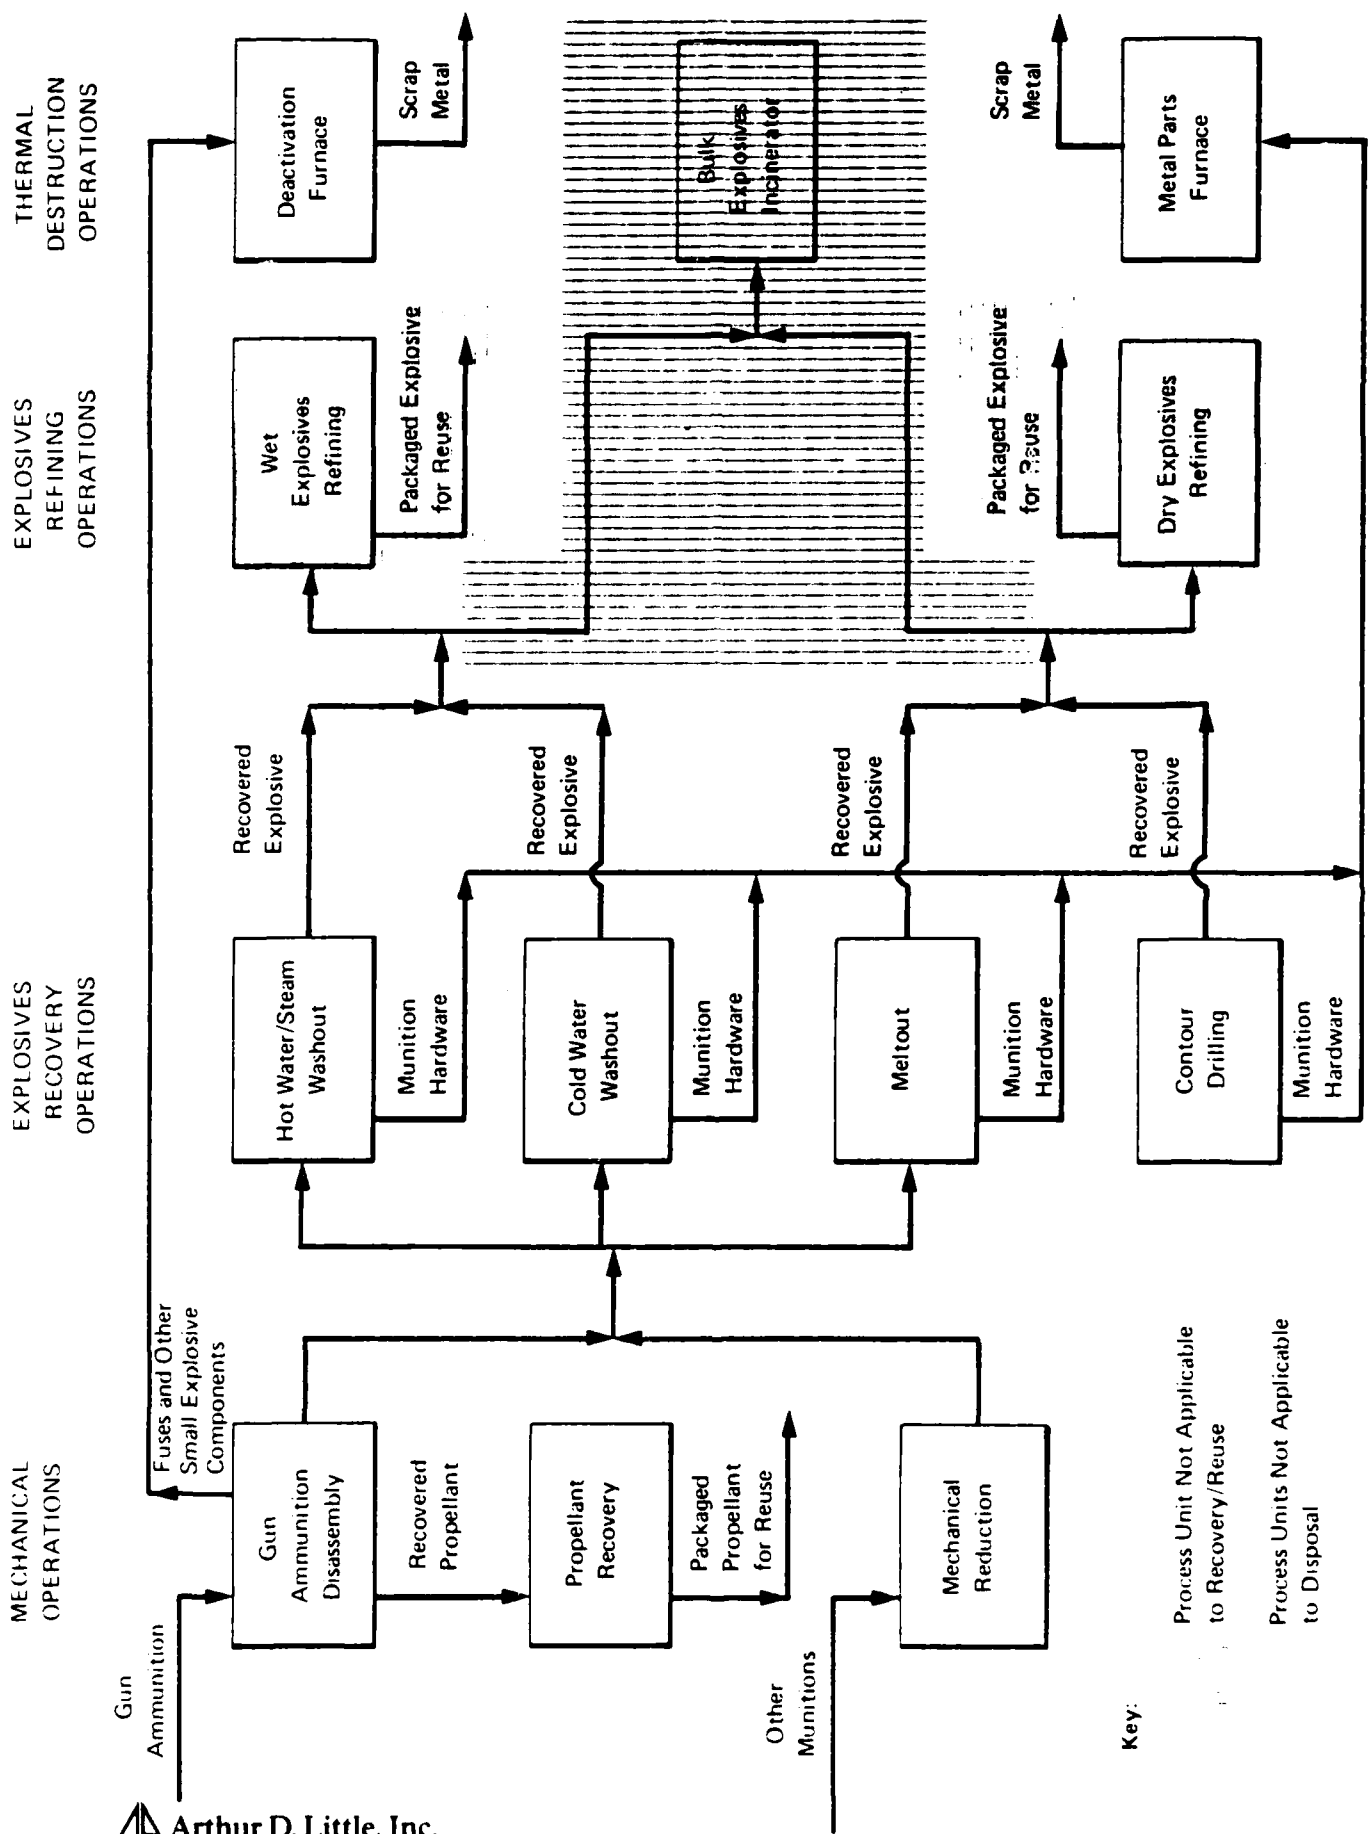 MECHANICAL
OPERATIONS
EXPLOSIVES
RECOVERY
OPERATIONS
EXPLOSIVES
REFINING
OPERATIONS
THERMAL
DESTRUCTION
OPERATIONS
Gun
Ammunition
Gun
Ammunition
Disassembly
Fuses and Other
Small Explosive
Components
Recovered
Propellant
Propellant
Recovery
Packaged
Propellant
for Reuse
Other
Munitions
Mechanical
Reduction
Hot Water/Steam
Washout
Munition
Hardware
Recovered
Explosive
Cold Water
Washout
Munition
Hardware
Recovered
Explosive
Meltout
Munition
Hardware
Recovered
Explosive
Contour
Drilling
Munition
Hardware
Recovered
Explosive
Wet
Explosives
Refining
Packaged Explosive
for Reuse
Packaged Explosive
for Reuse
Dry Explosives
Refining
Deactivation
Furnace
Scrap
Metal
Bulk
Explosives
Incinerator
Scrap
Metal
Metal Parts
Furnace
Key:
Process Unit Not Applicable
to Recovery/Reuse
Process Units Not Applicable
to Disposal
Arthur D. Little, Inc.